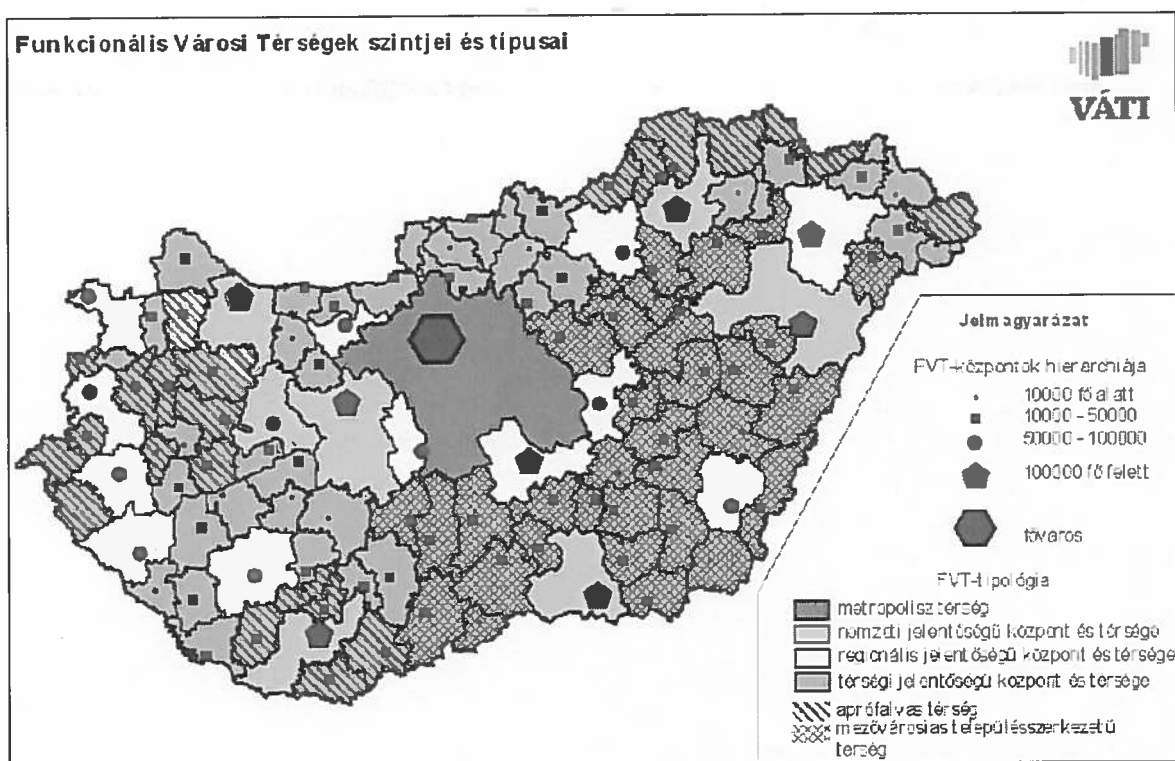 Funkcionális Városi Térségek szintjei és típusai
VÁTI
Jelmagyarázat
FVT-központok hierarchiája
10000 fő alatt
10000 - 50000
50000 - 100000
100000 fő felett
főváros
FVT-tipológia
metropolisz térség
nemzeti jelentőségű központ és térsége
regionális jelentőségű központ és térsége
térségi jelentőségű központ és térsége
aprófalvas térség
mezővárosias településszerkezetű
térség